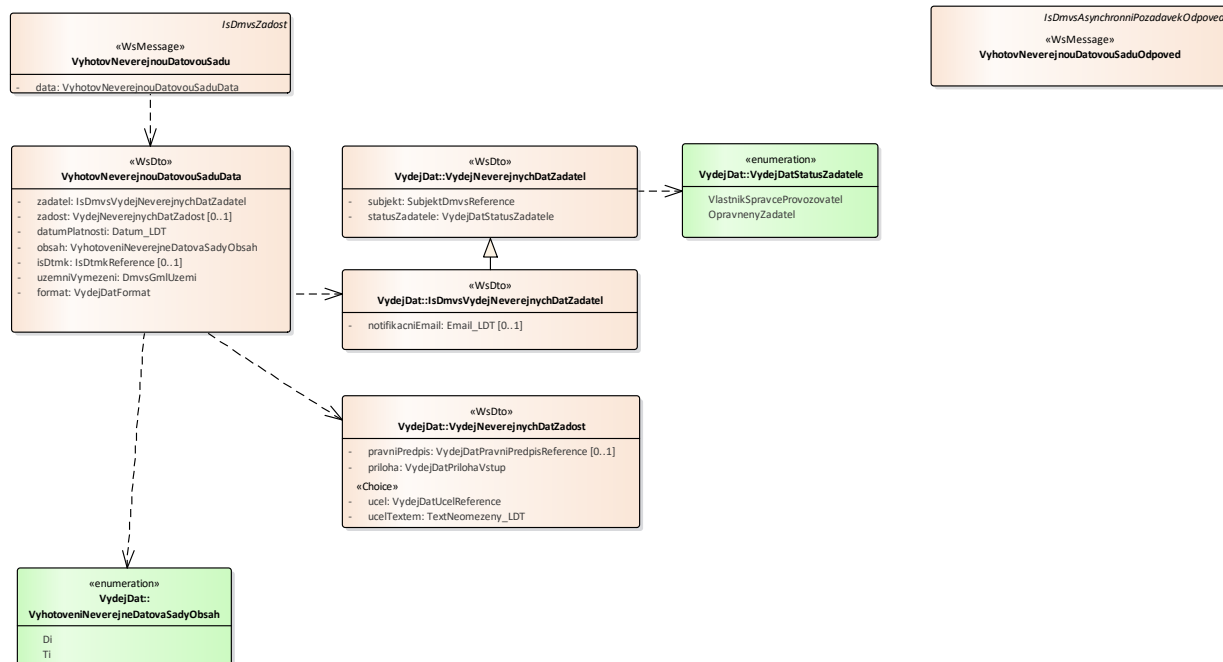 IsDmvsZadost
«WsMessage»
VyhotovNeverejnouDatovouSadu
- data: VyhotovNeverejnouDatovouSaduData
IsDmvsAsynchronniPozadavekOdpoved
«WsMessage»
VyhotovNeverejnouDatovouSaduOdpoved
«WsDto»
VyhotovNeverejnouDatovouSaduData
- zadatel: IsDmvsVydejNeverejnychDatZadatel
- zadost: VydejNeverejnychDatZadost [0..1]
- datumPlatnosti: Datum_LDT
- obsah: VyhotoveniNeverejneDatovaSadyObsah
- isDtmk: IsDtmkReference [0..1]
- uzemniVymezeni: DmvsGmlUzemi
- format: VydejDatFormat
«WsDto»
VydejDat::VydejNeverejnychDatZadatel
- subjekt: SubjektDmvsReference
- statusZadatele: VydejDatStatusZadatele
«enumeration»
VydejDat::VydejDatStatusZadatele
VlastnikSpravceProvozovatel
OpravnenyZadatel
«WsDto»
VydejDat::IsDmvsVydejNeverejnychDatZadatel
- notifikacniEmail: Email_LDT [0..1]
«WsDto»
VydejDat::VydejNeverejnychDatZadost
- pravniPredpis: VydejDatPravniPredpisReference [0..1]
- priloha: VydejDatPrilohaVstup
«Choice»
- ucel: VydejDatUcelReference
- ucelTextem: TextNeomezeny_LDT
«enumeration»
VydejDat::
VyhotoveniNeverejneDatovaSadyObsah
Di
Ti